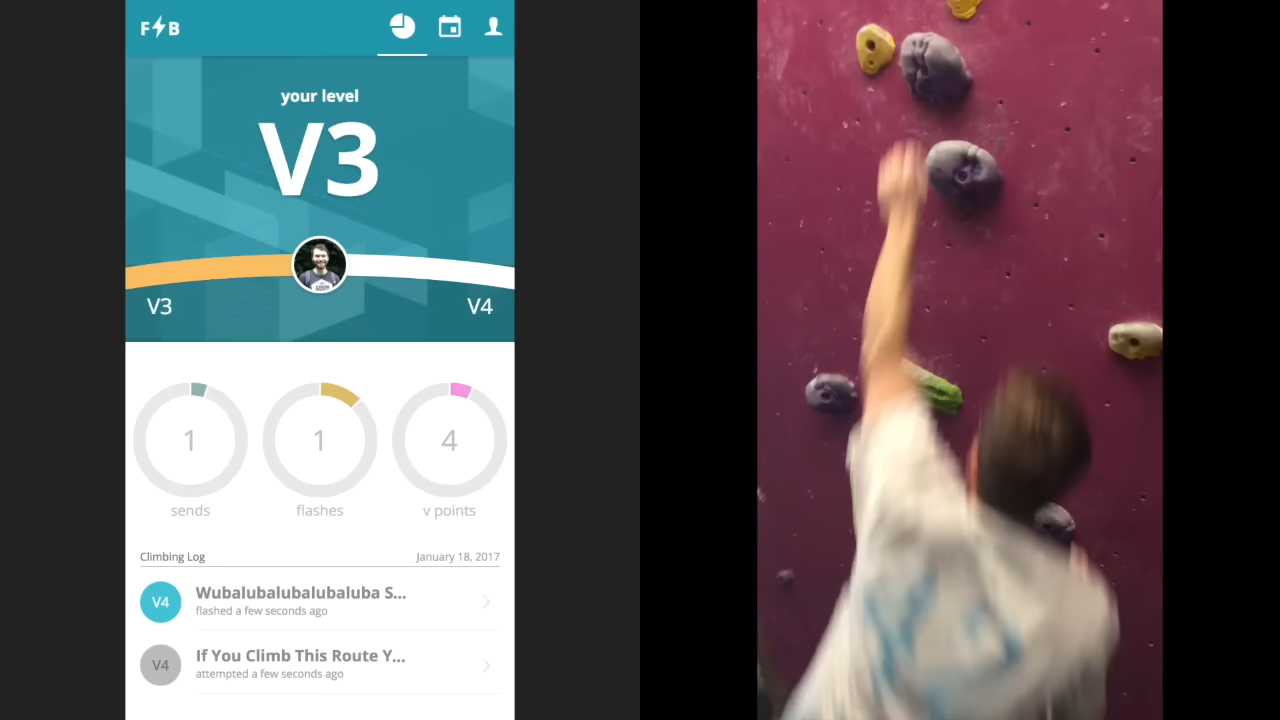 F⚡B
your level
V3
V3 V4
1 1 4
sends flashes v points
Climbing Log January 18, 2017
V4 Wubalubalubalubaluba S...
flashed a few seconds ago
V4 If You Climb This Route Y...
attempted a few seconds ago